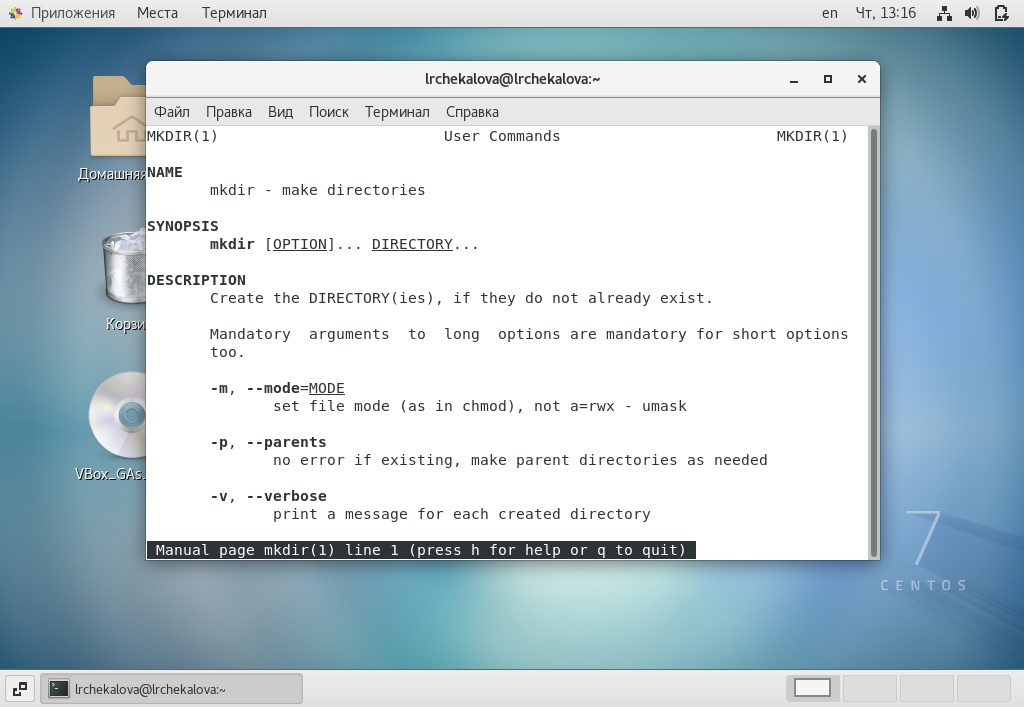 Приложения Места Терминал en Чт, 13:16
lrchekalova@lrchekalova:~
Файл Правка Вид Поиск Терминал Справка
MKDIR(1) User Commands MKDIR(1)
NAME
mkdir - make directories
SYNOPSIS
mkdir [OPTION]... DIRECTORY...
DESCRIPTION
Create the DIRECTORY(ies), if they do not already exist.
Mandatory arguments to long options are mandatory for short options
too.
-m, --mode=MODE
set file mode (as in chmod), not a=rwx - umask
-p, --parents
no error if existing, make parent directories as needed
-v, --verbose
print a message for each created directory
Manual page mkdir(1) line 1 (press h for help or q to quit)
Домашняя
Корзи
VBox_GAs.
7
CENTOS
lrchekalova@lrchekalova:~